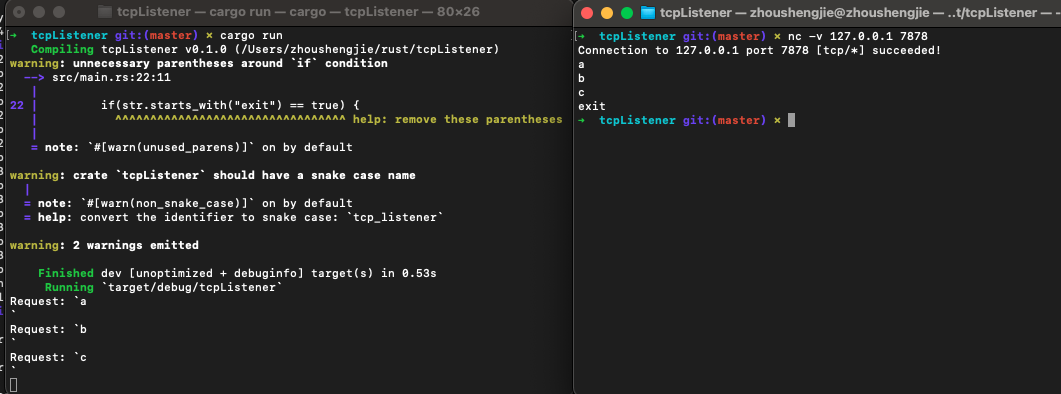 tcpListener — cargo run — cargo — tcpListener — 80×26
➜ tcpListener git:(master) × cargo run
Compiling tcpListener v0.1.0 (/Users/zhoushengjie/rust/tcpListener)
warning: unnecessary parentheses around `if` condition
--> src/main.rs:22:11
|
22 | if(str.starts_with("exit") == true) {
| ^^^^^^^^^^^^^^^^^^^^^^^^^^^^^^^^^ help: remove these parentheses
|
= note: `#[warn(unused_parens)]` on by default
warning: crate `tcpListener` should have a snake case name
|
= note: `#[warn(non_snake_case)]` on by default
= help: convert the identifier to snake case: `tcp_listener`
warning: 2 warnings emitted
Finished dev [unoptimized + debuginfo] target(s) in 0.53s
Running `target/debug/tcpListener`
Request: `a
`
Request: `b
`
Request: `c
`
tcpListener — zhoushengjie@zhoushengjie — ..t/tcpListener —
➜ tcpListener git:(master) × nc -v 127.0.0.1 7878
Connection to 127.0.0.1 port 7878 [tcp/*] succeeded!
a
b
c
exit
➜ tcpListener git:(master) ×